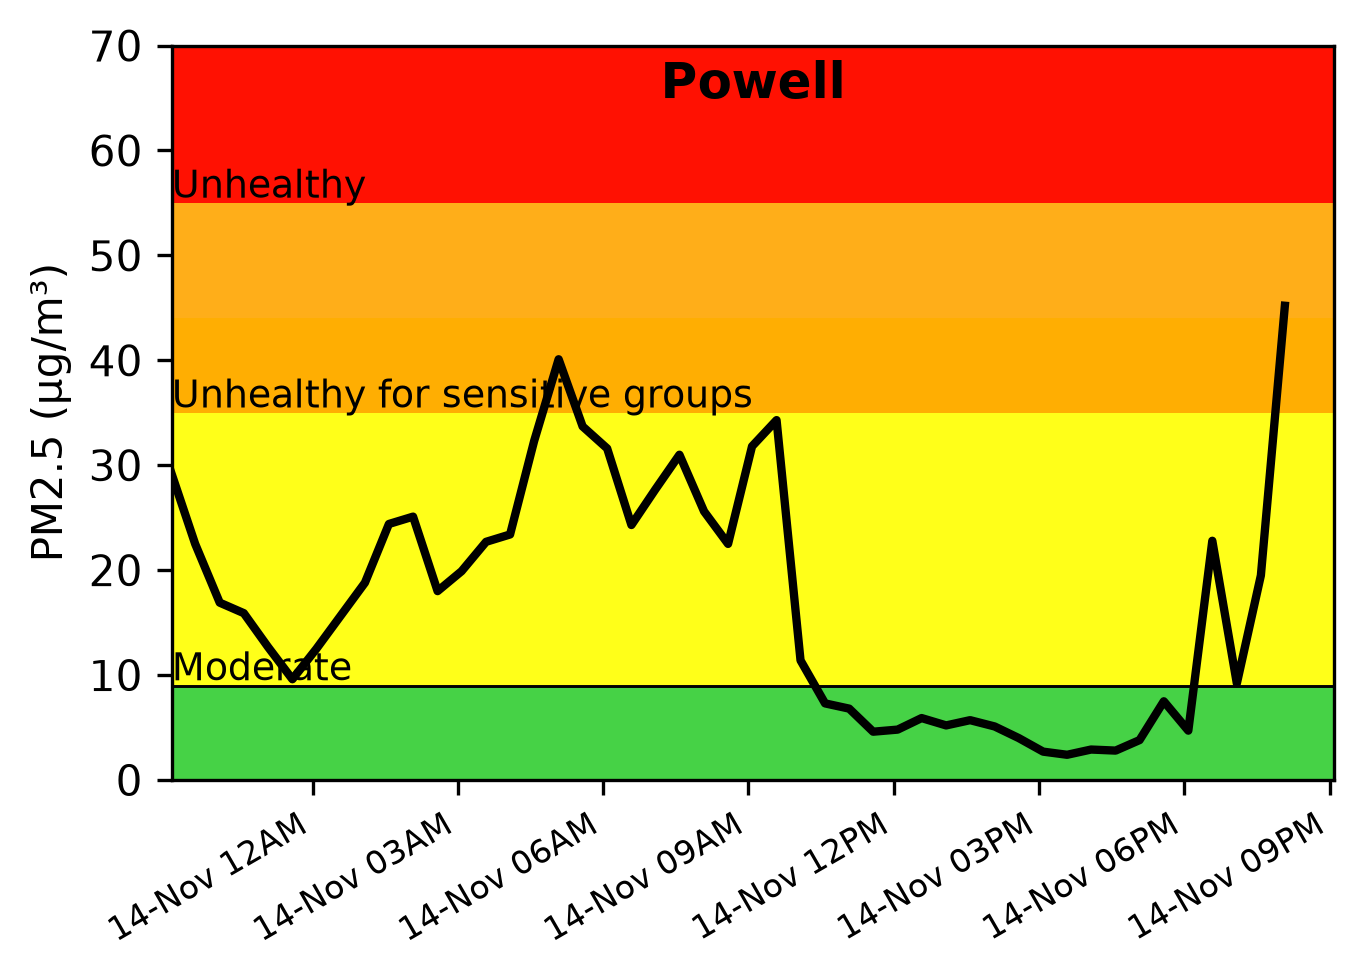 Powell
PM2.5 (μg/m³)
70
60
50
40
30
20
10
0
Unhealthy
Unhealthy for sensitive groups
Moderate
14-Nov 12AM
14-Nov 03AM
14-Nov 06AM
14-Nov 09AM
14-Nov 12PM
14-Nov 03PM
14-Nov 06PM
14-Nov 09PM